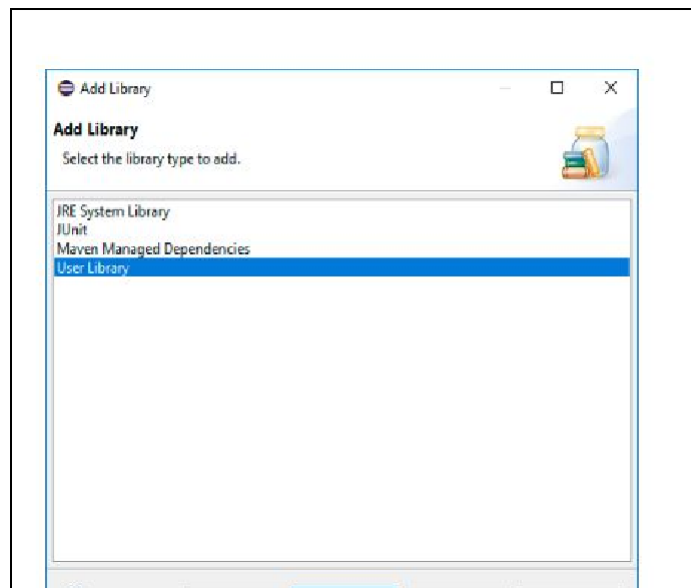 Add Library
Add Library
Select the library type to add.
JRE System Library
JUnit
Maven Managed Dependencies
User Library